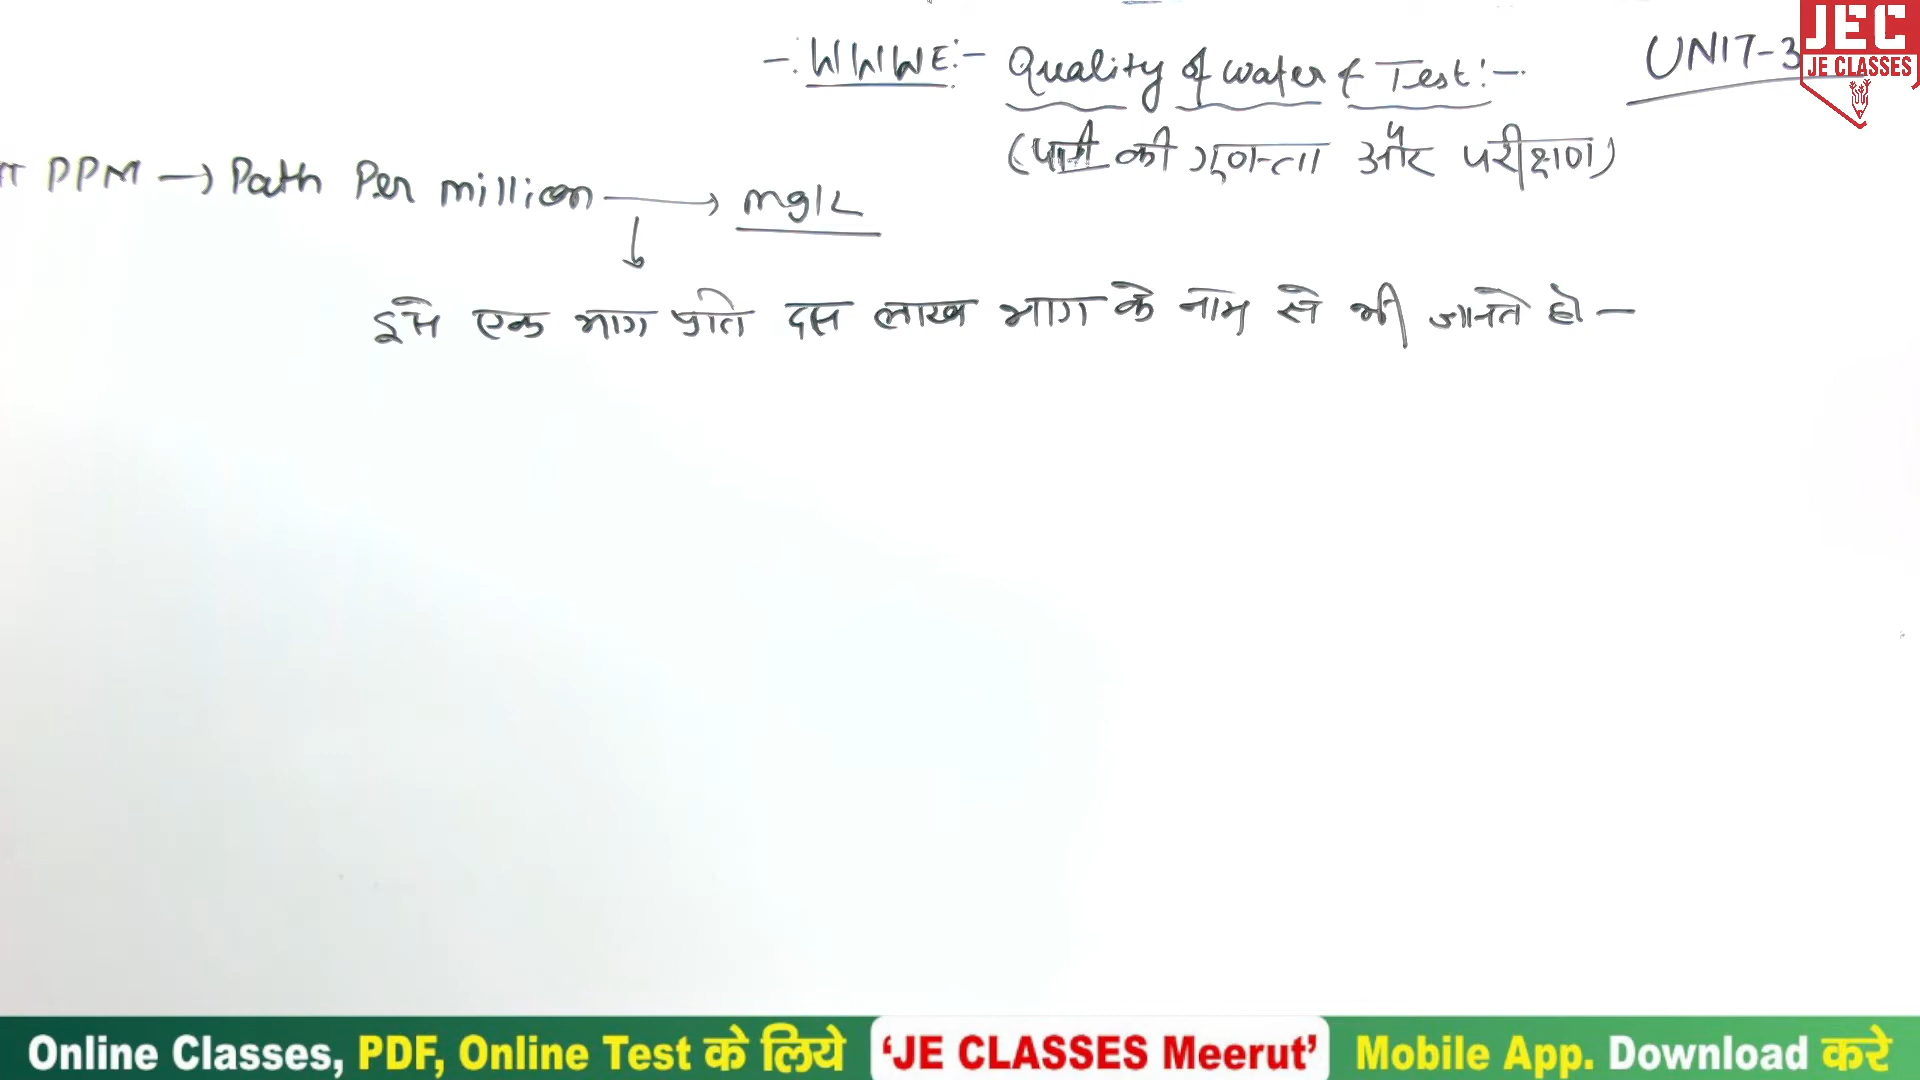 -: WWWE:- Quality of water & Test:- UNIT-3
JEC
JE CLASSES
(पानी की गुणवत्ता और परीक्षण)
PPM → Path Per million → mg/L
इसे एक भाग प्रति दस लाख भाग के नाम से भी जानते हो -
Online Classes, PDF, Online Test के लिये 'JE CLASSES Meerut' Mobile App. Download करे